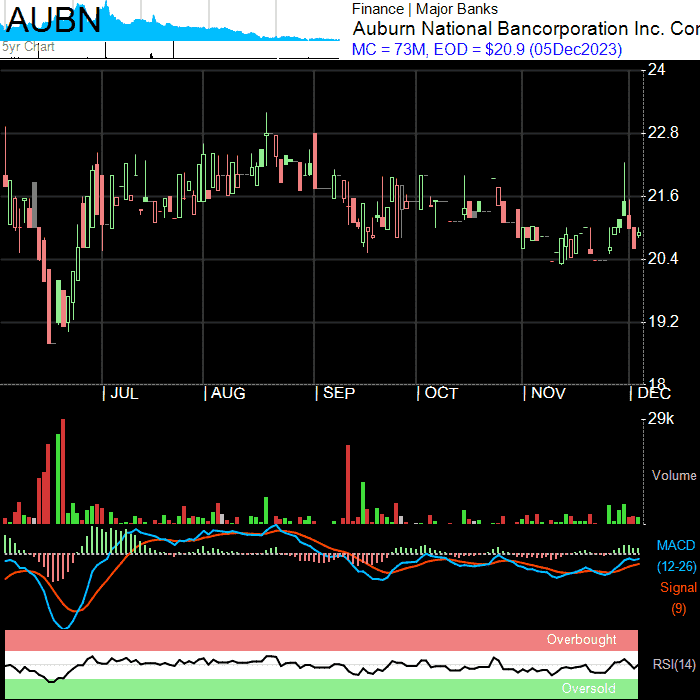 AUBN
5yr Chart
Finance | Major Banks
Auburn National Bancorporation Inc. Cor
MC = 73M, EOD = $20.9 (05Dec2023)
24
22.8
21.6
20.4
19.2
18
JUL
AUG
SEP
OCT
NOV
DEC
29k
Volume
MACD
(12-26)
Signal
(9)
Overbought
RSI(14)
Oversold